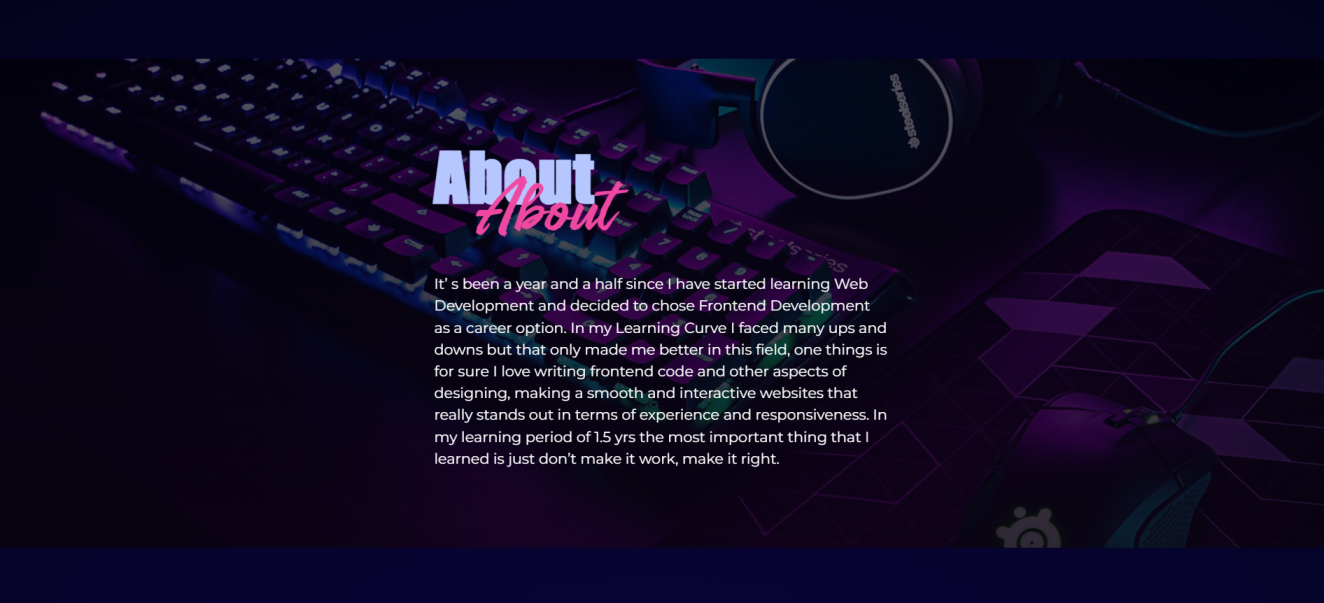 steelseries
About
About
steelseries
It' s been a year and a half since I have started learning Web
Development and decided to chose Frontend Development
as a career option. In my Learning Curve I faced many ups and
downs but that only made me better in this field, one things is
for sure I love writing frontend code and other aspects of
designing, making a smooth and interactive websites that
really stands out in terms of experience and responsiveness. In
my learning period of 1.5 yrs the most important thing that I
learned is just don't make it work, make it right.